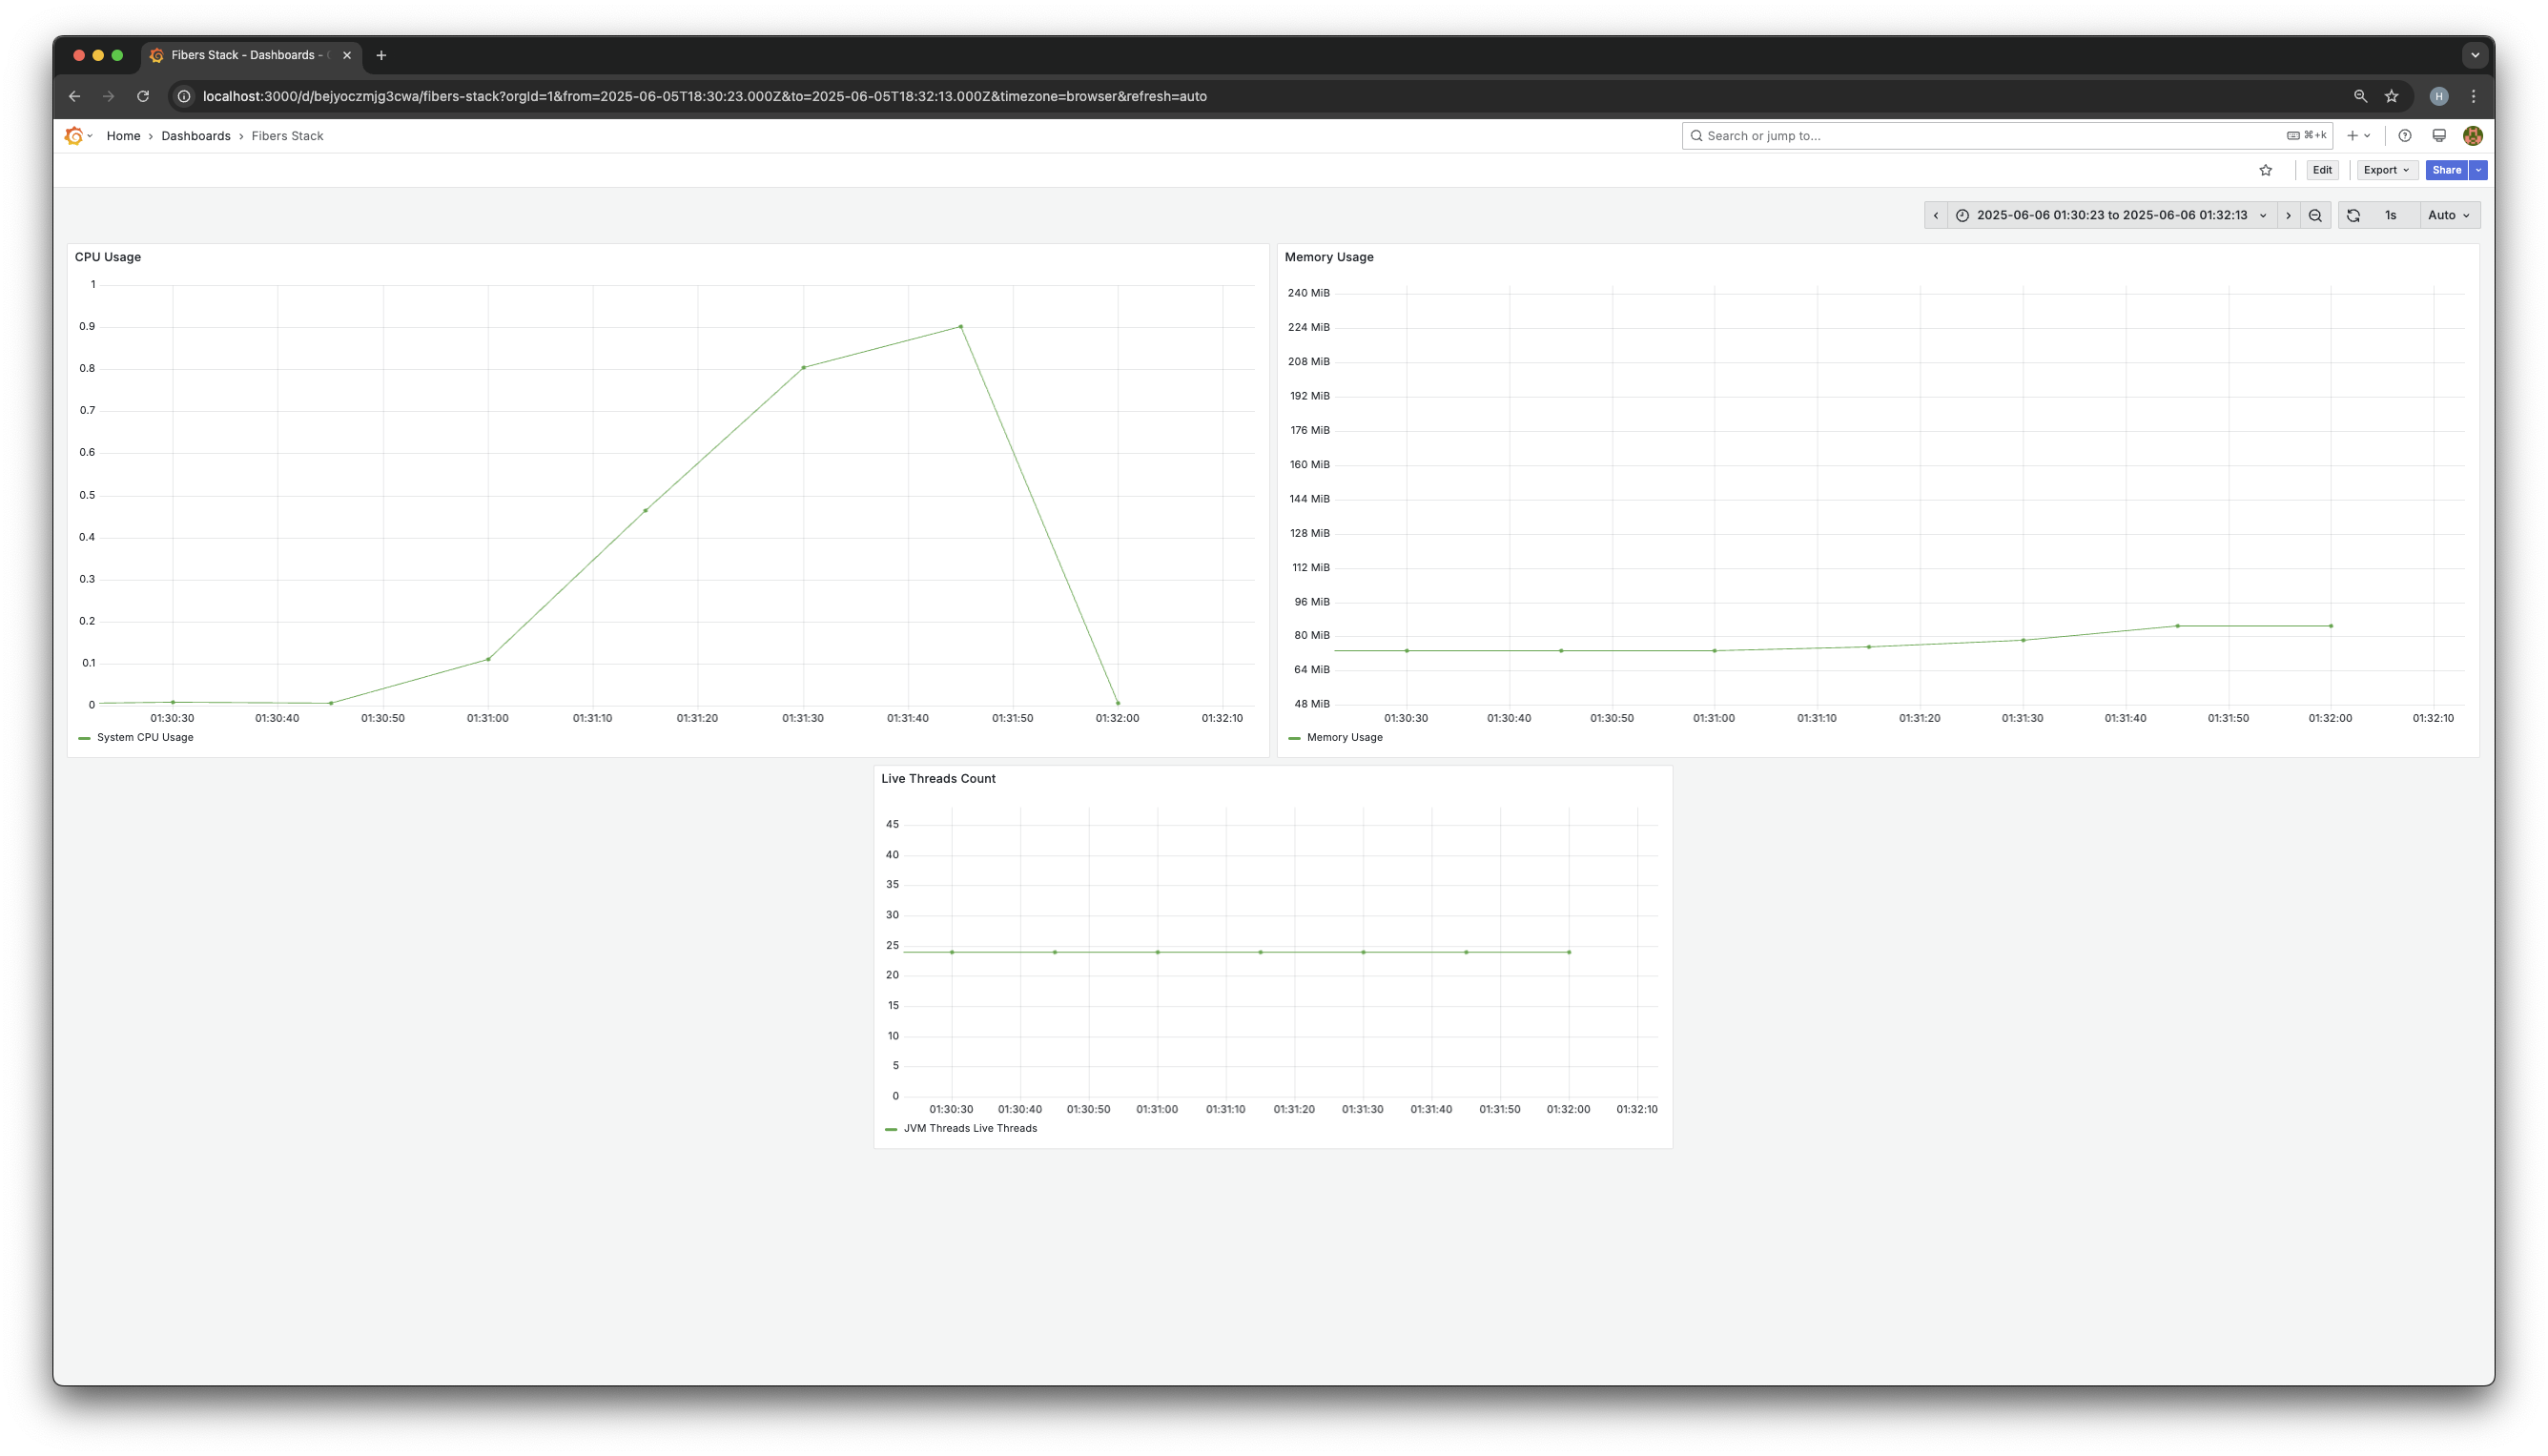 Fibers Stack - Dashboards -
localhost:3000/d/bejyoczmjg3cwa/fibers-stack?orgId=1&from=2025-06-05T18:30:23.000Z&to=2025-06-05T18:32:13.000Z&timezone=browser&refresh=auto
H
Home › Dashboards › Fibers Stack
Search or jump to...
⌘+k
Edit
Export
Share
2025-06-06 01:30:23 to 2025-06-06 01:32:13
1s
Auto
CPU Usage
1
0.9
0.8
0.7
0.6
0.5
0.4
0.3
0.2
0.1
0
01:30:30 01:30:40 01:30:50 01:31:00 01:31:10 01:31:20 01:31:30 01:31:40 01:31:50 01:32:00 01:32:10
System CPU Usage
Memory Usage
240 MiB
224 MiB
208 MiB
192 MiB
176 MiB
160 MiB
144 MiB
128 MiB
112 MiB
96 MiB
80 MiB
64 MiB
48 MiB
01:30:30 01:30:40 01:30:50 01:31:00 01:31:10 01:31:20 01:31:30 01:31:40 01:31:50 01:32:00 01:32:10
Memory Usage
Live Threads Count
45
40
35
30
25
20
15
10
5
0
01:30:30 01:30:40 01:30:50 01:31:00 01:31:10 01:31:20 01:31:30 01:31:40 01:31:50 01:32:00 01:32:10
JVM Threads Live Threads